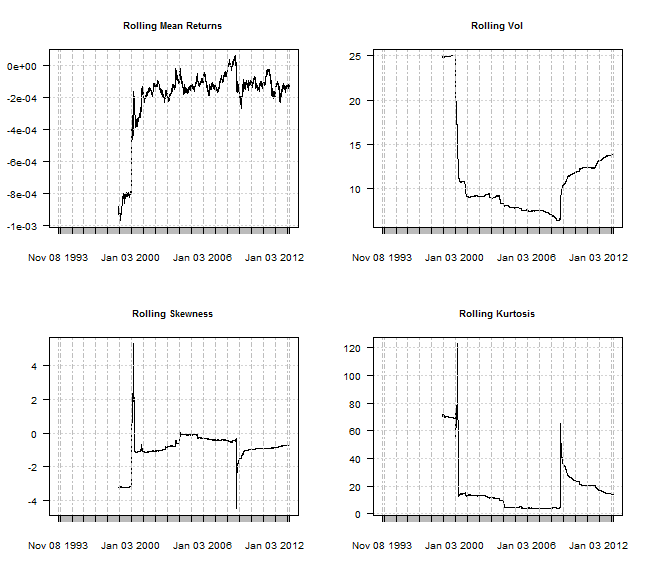 Rolling Mean Returns
0e+00
-2e-04
-4e-04
-6e-04
-8e-04
-1e-03
Nov 08 1993 Jan 03 2000 Jan 03 2006 Jan 03 2012
Rolling Vol
25
20
15
10
Nov 08 1993 Jan 03 2000 Jan 03 2006 Jan 03 2012
Rolling Skewness
4
2
0
-2
-4
Nov 08 1993 Jan 03 2000 Jan 03 2006 Jan 03 2012
Rolling Kurtosis
120
100
80
60
40
20
0
Nov 08 1993 Jan 03 2000 Jan 03 2006 Jan 03 2012